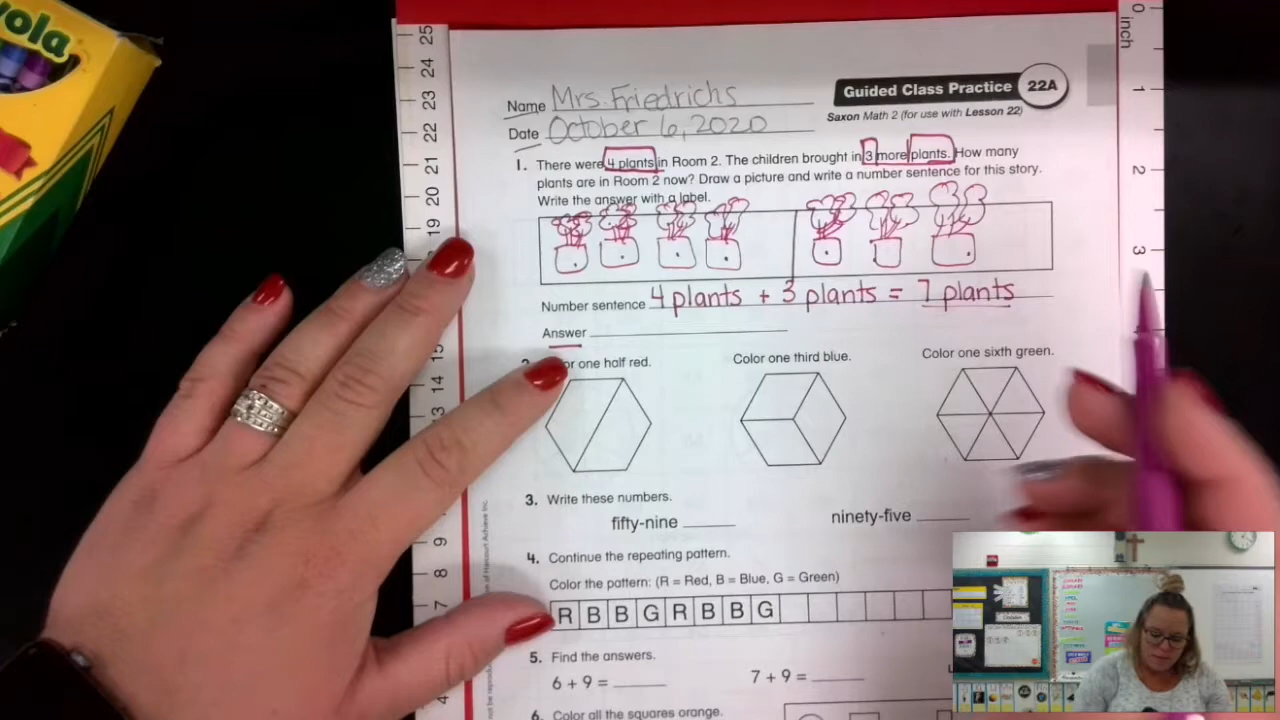 ola
Name Mrs. Friedrichs
Date October 6, 2020
Guided Class Practice 22A
Saxon Math 2 (for use with Lesson 22)
1. There were 4 plants in Room 2. The children brought in 3 more plants. How many
plants are in Room 2 now? Draw a picture and write a number sentence for this story.
Write the answer with a label.
Number sentence 4 plants + 3 plants = 7 plants
Answer
one half red.
Color one third blue.
Color one sixth green.
3. Write these numbers.
fifty-nine
ninety-five
4. Continue the repeating pattern.
Color the pattern: (R = Red, B = Blue, G = Green)
R B B G R B B G
5. Find the answers.
6 + 9 =
7 + 9 =
6. Color all the squares orange.
25
24
23
22
21
20
19
15
14
13
9
8
7
0
inch
1
2
3